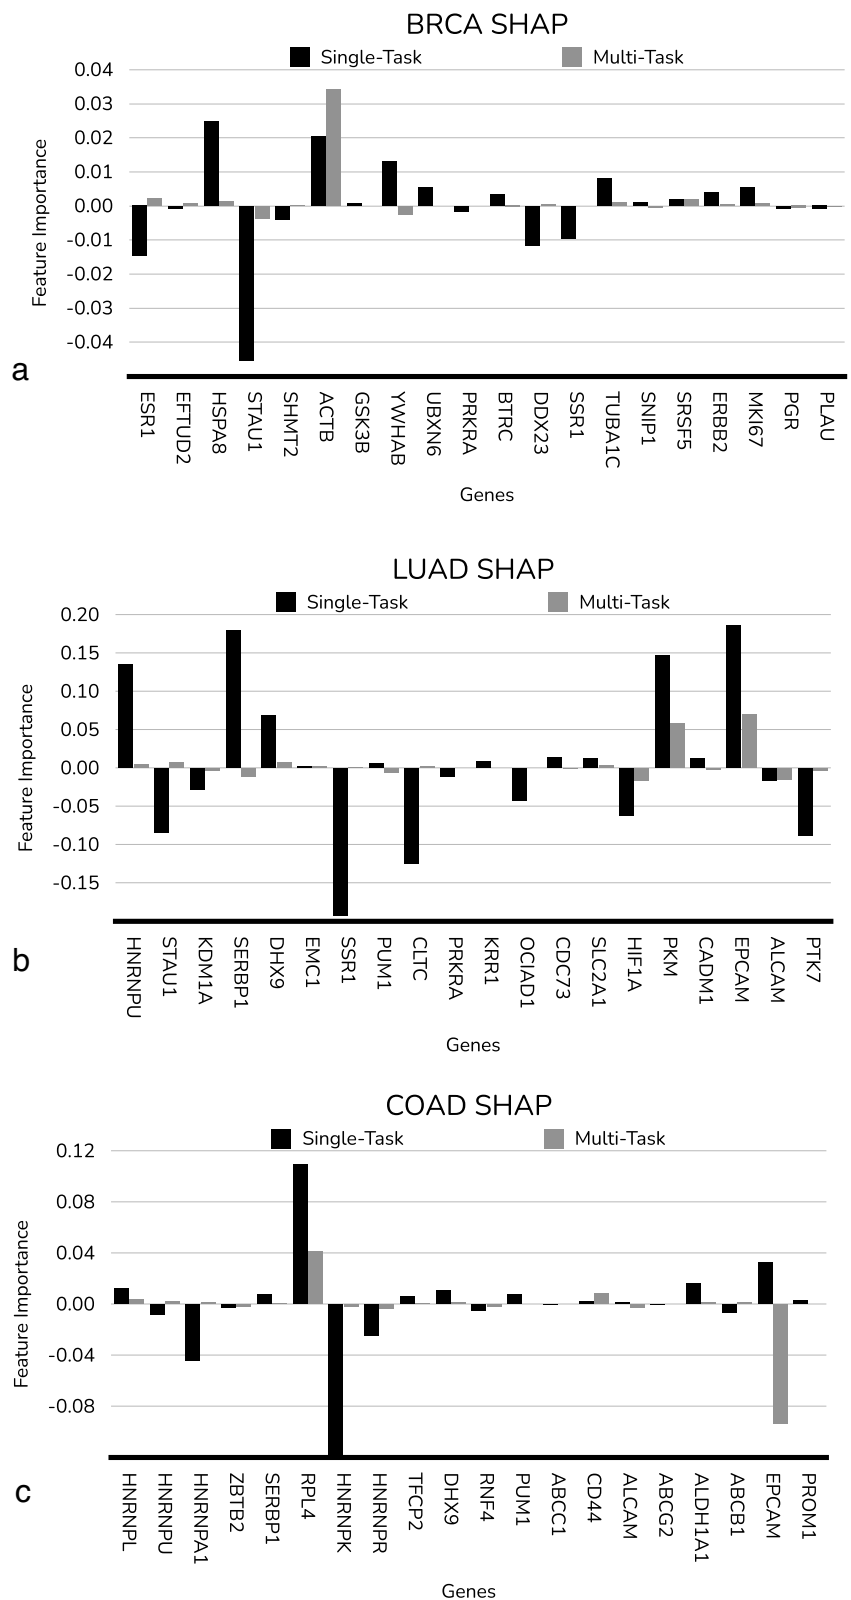 BRCA SHAP
Single-Task Multi-Task
0.04
0.03
0.02
0.01
0.00
-0.01
-0.02
-0.03
-0.04
Feature Importance
a
ESR1 EFTUD2 HSPA8 STAU1 SHMT2 ACTB GSK3B YWHAB UBXN6 PRKRA BTRC DDX23 SSR1 TUBA1C SNIP1 SRSF5 ERBB2 MKI67 PGR PLAU
Genes
LUAD SHAP
Single-Task Multi-Task
0.20
0.15
0.10
0.05
0.00
-0.05
-0.10
-0.15
Feature Importance
b
HNRNPU STAU1 KDM1A SERBP1 DHX9 EMC1 SSR1 PUM1 CLTC PRKRA KRR1 OCIAD1 CDC73 SLC2A1 HIF1A PKM CADM1 EPCAM ALCAM PTK7
Genes
COAD SHAP
Single-Task Multi-Task
0.12
0.08
0.04
0.00
-0.04
-0.08
Feature Importance
c
HNRNPL HNRNPU HNRNPA1 ZBTB2 SERBP1 RPL4 HNRNPK HNRNPR TFCP2 DHX9 RNF4 PUM1 ABCC1 CD44 ALCAM ABCG2 ALDH1A1 ABCB1 EPCAM PROM1
Genes